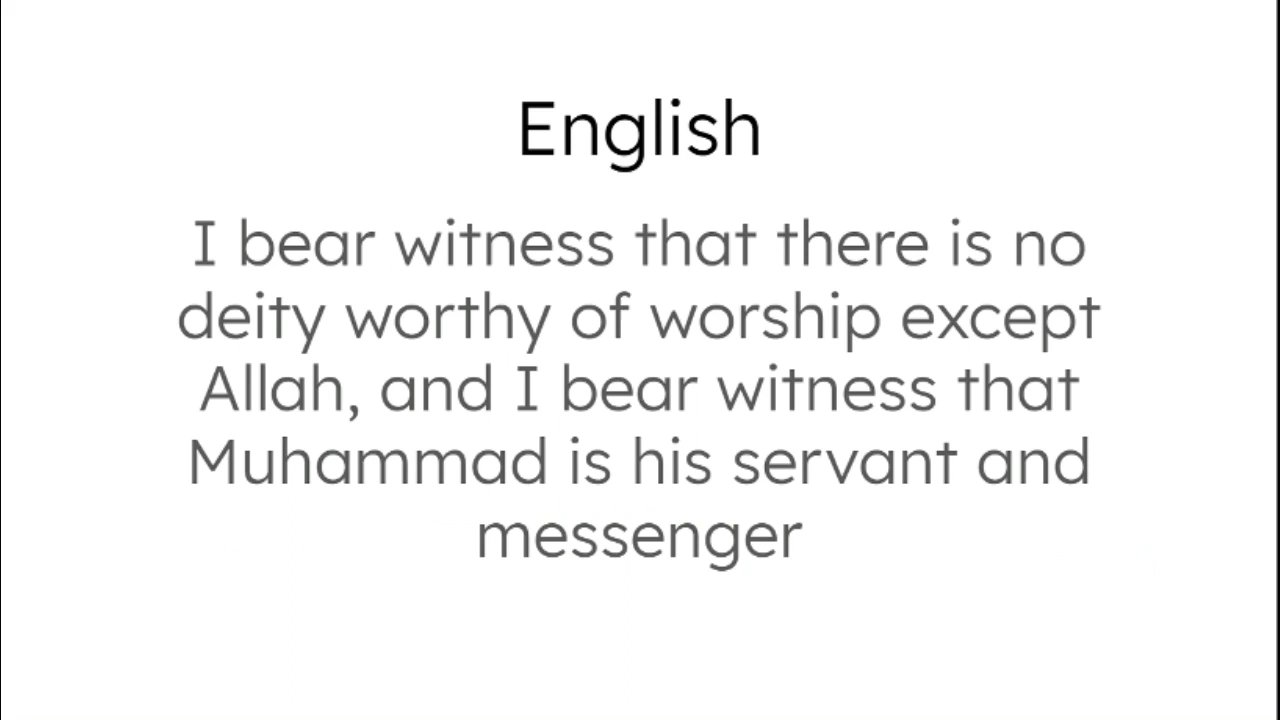 English
I bear witness that there is no
deity worthy of worship except
Allah, and I bear witness that
Muhammad is his servant and
messenger